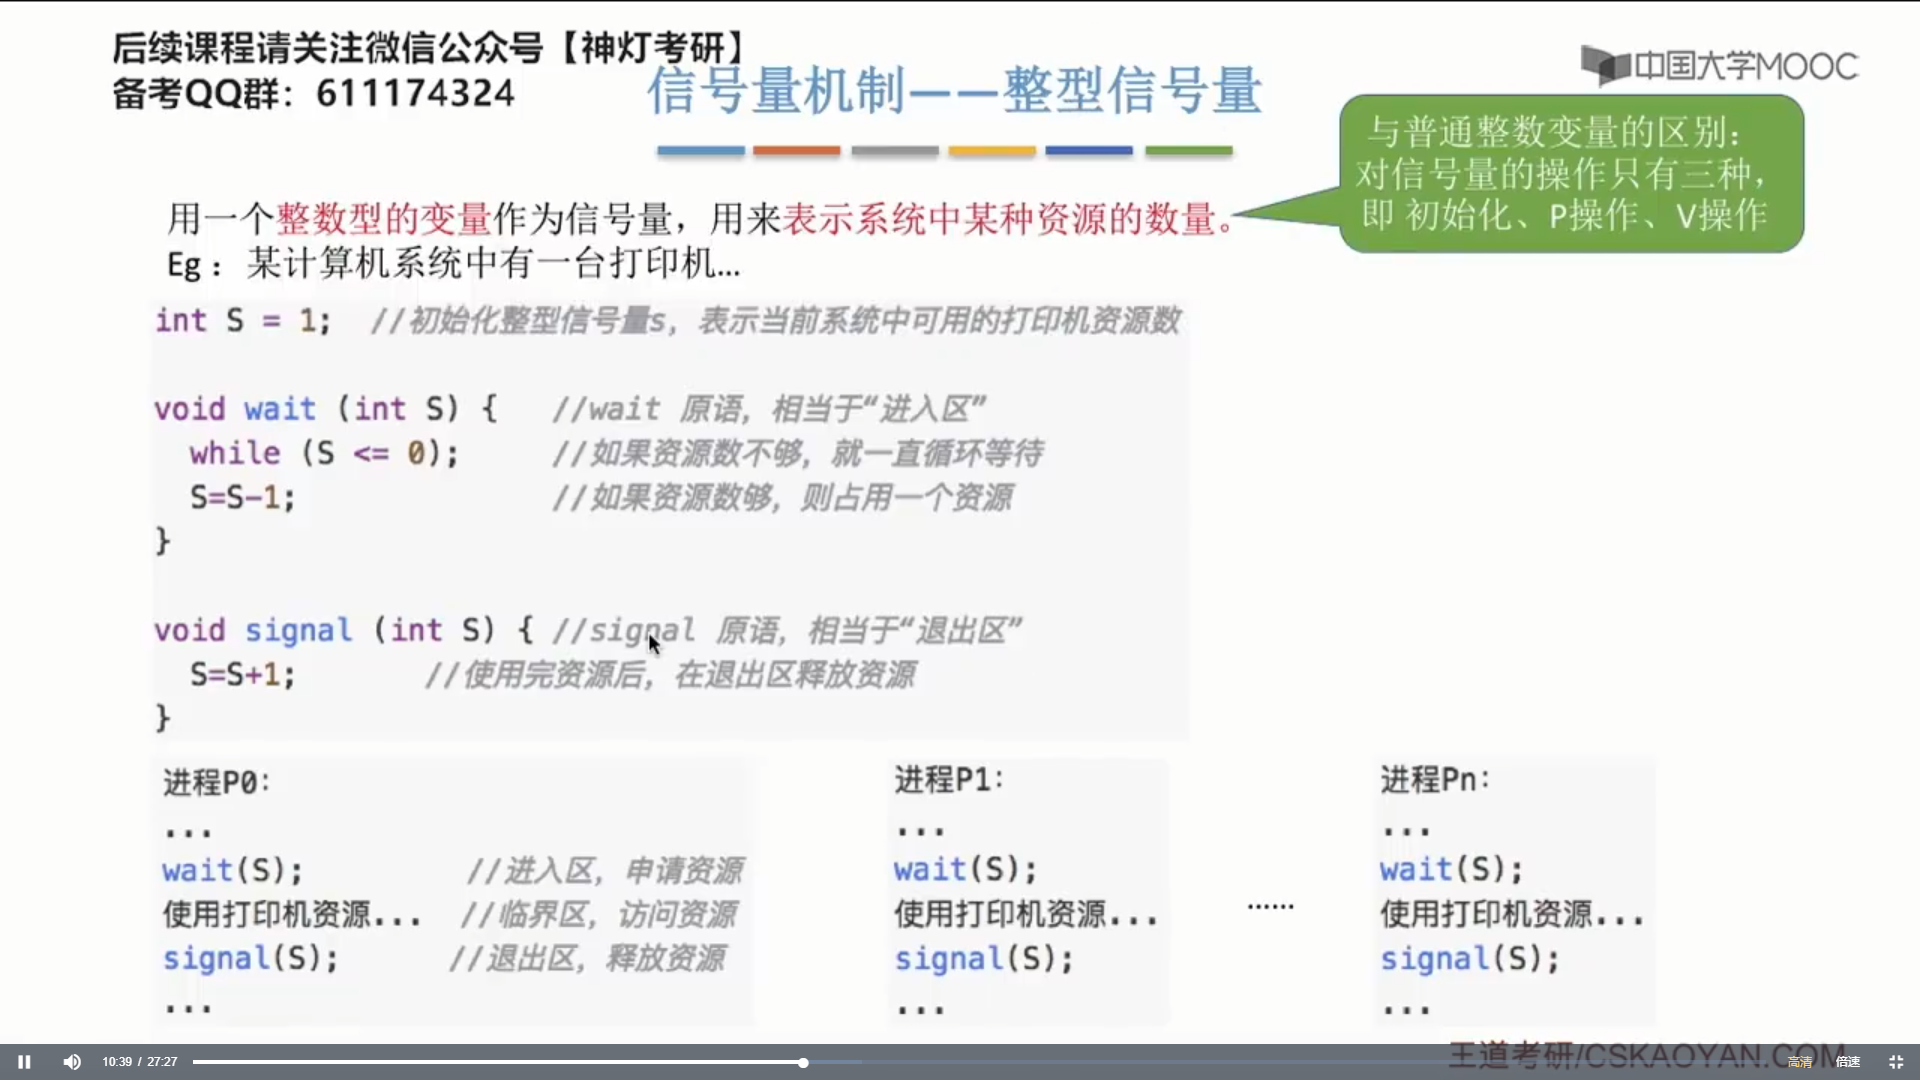 后续课程请关注微信公众号【神灯考研】
备考QQ群：611174324
中国大学MOOC
信号量机制——整型信号量
与普通整数变量的区别：
对信号量的操作只有三种，
即 初始化、P操作、V操作
用一个整数型的变量作为信号量，用来表示系统中某种资源的数量。
Eg：某计算机系统中有一台打印机...
int S = 1;  //初始化整型信号量s，表示当前系统中可用的打印机资源数
void wait (int S) {   //wait 原语，相当于“进入区”
while (S <= 0);   //如果资源数不够，就一直循环等待
S=S-1;   //如果资源数够，则占用一个资源
}
void signal (int S) { //signal 原语，相当于“退出区”
S=S+1;   //使用完资源后，在退出区释放资源
}
进程P0:
...
wait(S);   //进入区，申请资源
使用打印机资源...  //临界区，访问资源
signal(S);   //退出区，释放资源
...
进程P1:
...
wait(S);
使用打印机资源...
signal(S);
...
......
进程Pn:
...
wait(S);
使用打印机资源...
signal(S);
...
王道考研/CSKAOYAN.COM
10:39 / 27:27
高清
倍速